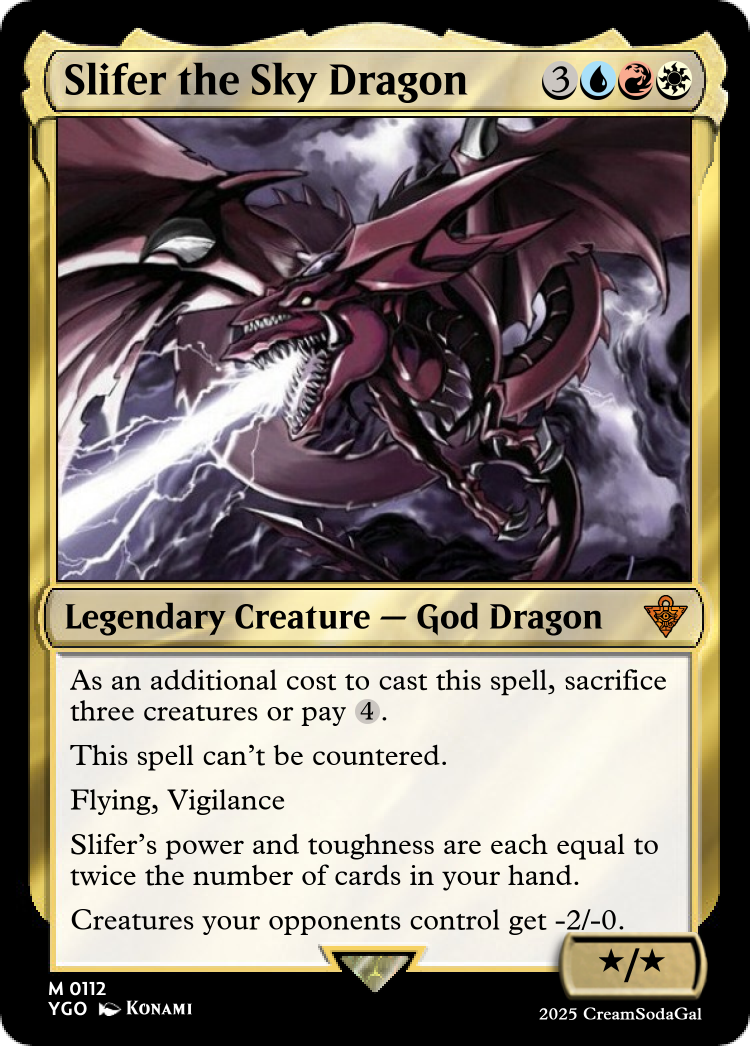 Slifer the Sky Dragon 3
Legendary Creature — God Dragon
As an additional cost to cast this spell, sacrifice
three creatures or pay 4.
This spell can't be countered.
Flying, Vigilance
Slifer's power and toughness are each equal to
twice the number of cards in your hand.
Creatures your opponents control get -2/-0.
★/★
M 0112
YGO KONAMI
2025 CreamSodaGal